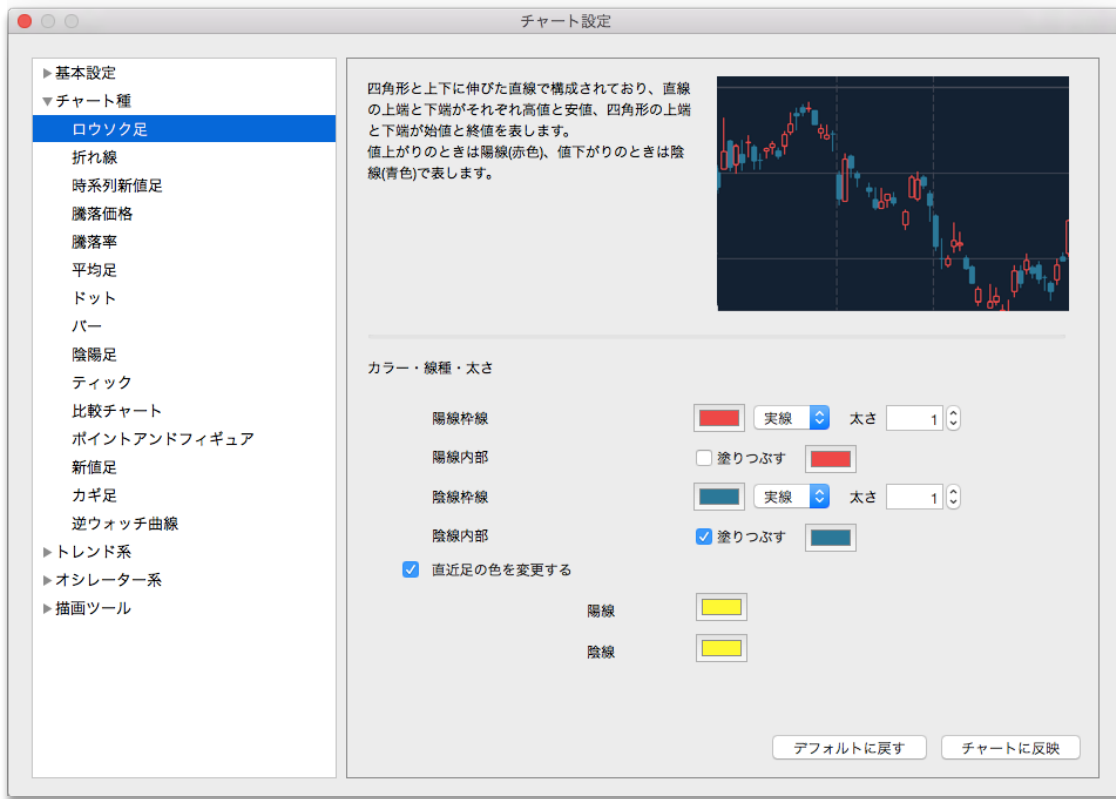 チャート設定
基本設定
チャート種
ロウソク足
折れ線
時系列新値足
騰落価格
騰落率
平均足
ドット
バー
陰陽足
ティック
比較チャート
ポイントアンドフィギュア
新値足
カギ足
逆ウォッチ曲線
トレンド系
オシレーター系
描画ツール
四角形と上下に伸びた直線で構成されており、直線
の上端と下端がそれぞれ高値と安値、四角形の上端
と下端が始値と終値を表します。
値上がりのときは陽線(赤色)、値下がりのときは陰
線(青色)で表します。
カラー・線種・太さ
陽線枠線 実線 太さ 1
陽線内部 塗りつぶす
陰線枠線 実線 太さ 1
陰線内部 塗りつぶす
直近足の色を変更する
陽線
陰線
デフォルトに戻す チャートに反映